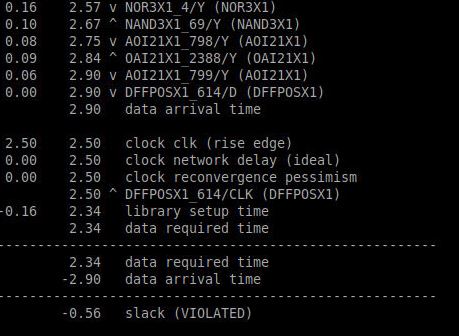 0.16 2.57 v NOR3X1_4/Y (NOR3X1)
0.10 2.67 ^ NAND3X1_69/Y (NAND3X1)
0.08 2.75 v AOI21X1_798/Y (AOI21X1)
0.09 2.84 ^ OAI21X1_2388/Y (OAI21X1)
0.06 2.90 v AOI21X1_799/Y (AOI21X1)
0.00 2.90 v DFFPOSX1_614/D (DFFPOSX1)
2.90 data arrival time
2.50 2.50 clock clk (rise edge)
0.00 2.50 clock network delay (ideal)
0.00 2.50 clock reconvergence pessimism
2.50 ^ DFFPOSX1_614/CLK (DFFPOSX1)
-0.16 2.34 library setup time
2.34 data required time
---------------------------------------------------------
2.34 data required time
-2.90 data arrival time
---------------------------------------------------------
-0.56 slack (VIOLATED)